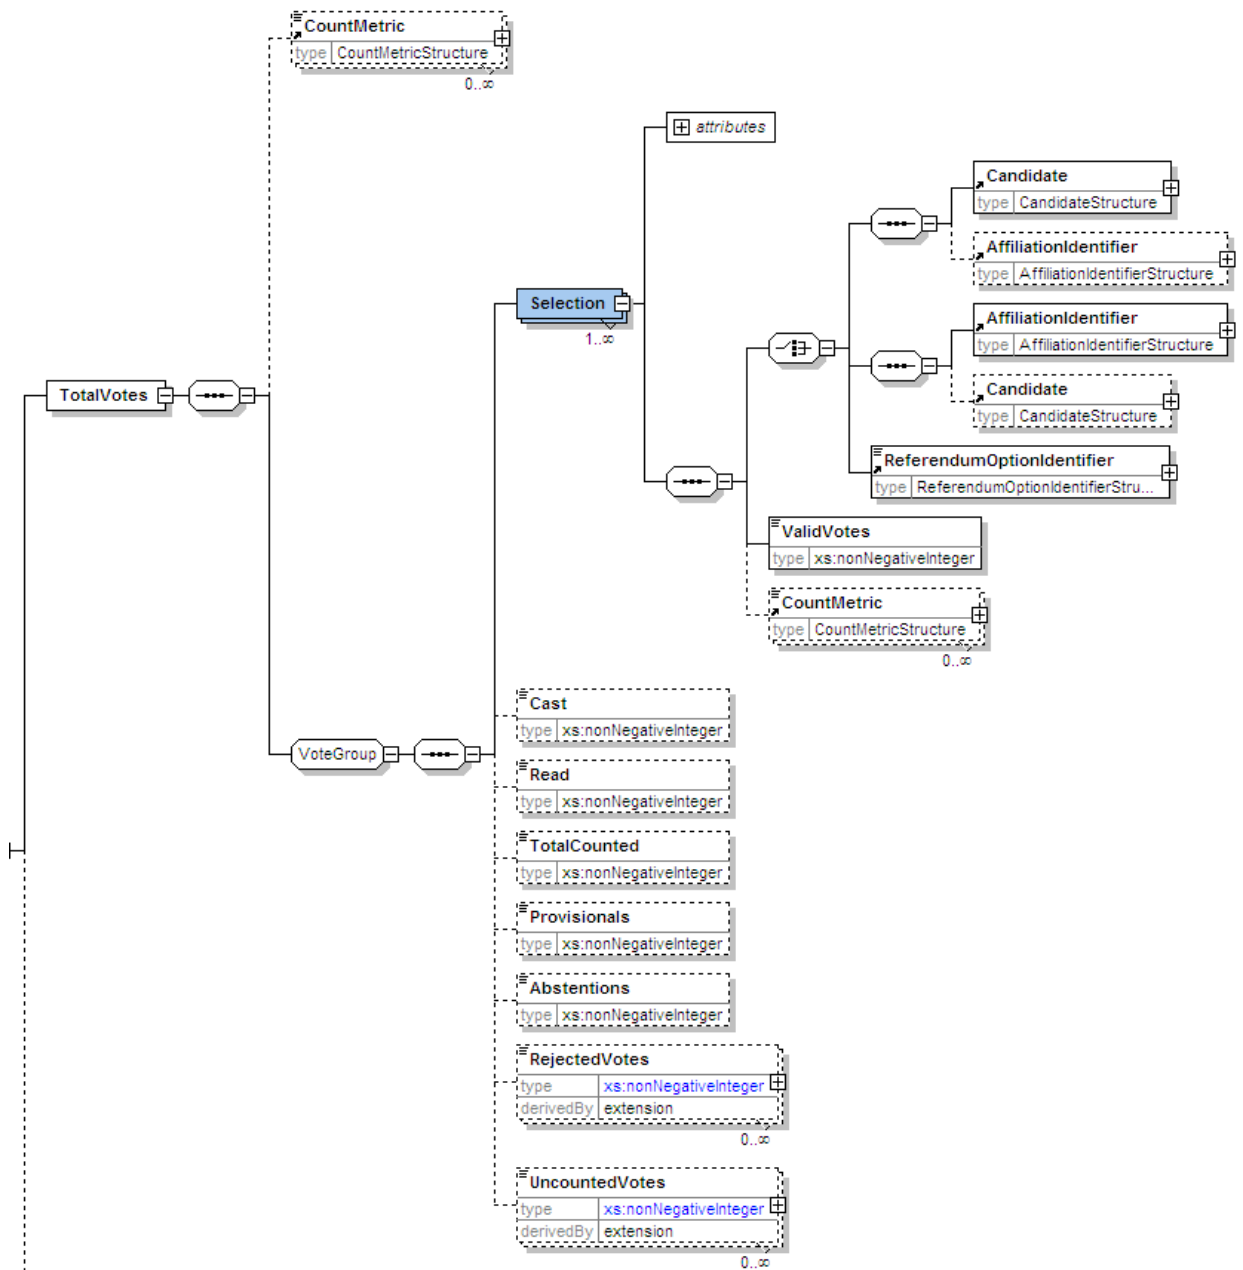 CountMetric
type CountMetricStructure
0..∞
attributes
Candidate
type CandidateStructure
AffiliationIdentifier
type AffiliationIdentifierStructure
Selection
1..∞
AffiliationIdentifier
type AffiliationIdentifierStructure
TotalVotes
Candidate
type CandidateStructure
ReferendumOptionIdentifier
type ReferendumOptionIdentifierStru...
ValidVotes
type xs:nonNegativeInteger
CountMetric
type CountMetricStructure
0..∞
VoteGroup
Cast
type xs:nonNegativeInteger
Read
type xs:nonNegativeInteger
TotalCounted
type xs:nonNegativeInteger
Provisionals
type xs:nonNegativeInteger
Abstentions
type xs:nonNegativeInteger
RejectedVotes
type xs:nonNegativeInteger
derivedBy extension
0..∞
UncountedVotes
type xs:nonNegativeInteger
derivedBy extension
0..∞